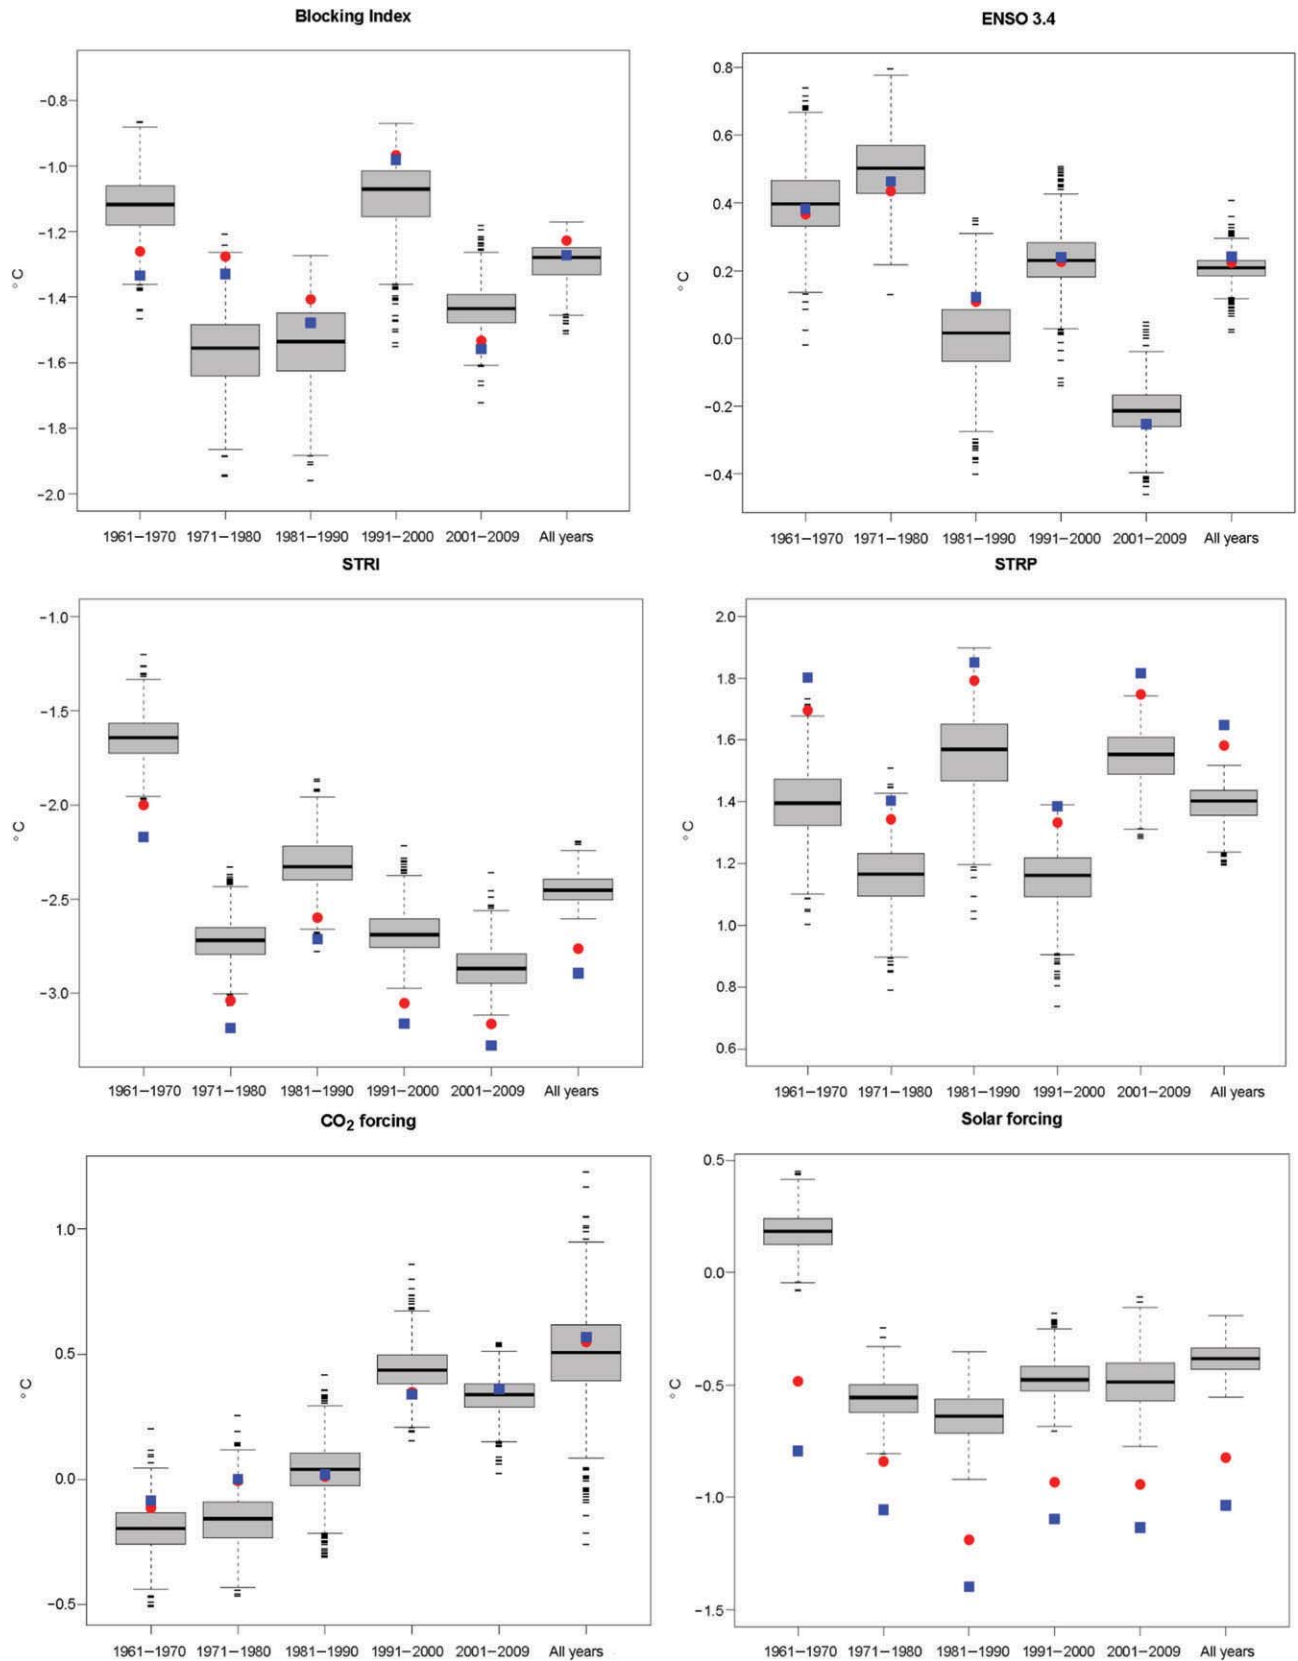 Blocking Index
ENSO 3.4
−0.8
−1.0
−1.2
−1.4
−1.6
−1.8
−2.0
°C
1961−1970 1971−1980 1981−1990 1991−2000 2001−2009 All years
0.8
0.6
0.4
0.2
0.0
−0.2
−0.4
°C
1961−1970 1971−1980 1981−1990 1991−2000 2001−2009 All years
STRI
STRP
−1.0
−1.5
−2.0
−2.5
−3.0
°C
1961−1970 1971−1980 1981−1990 1991−2000 2001−2009 All years
2.0
1.8
1.6
1.4
1.2
1.0
0.8
0.6
°C
1961−1970 1971−1980 1981−1990 1991−2000 2001−2009 All years
CO₂ forcing
Solar forcing
1.0
0.5
0.0
−0.5
°C
1961−1970 1971−1980 1981−1990 1991−2000 2001−2009 All years
0.5
0.0
−0.5
−1.0
−1.5
°C
1961−1970 1971−1980 1981−1990 1991−2000 2001−2009 All years